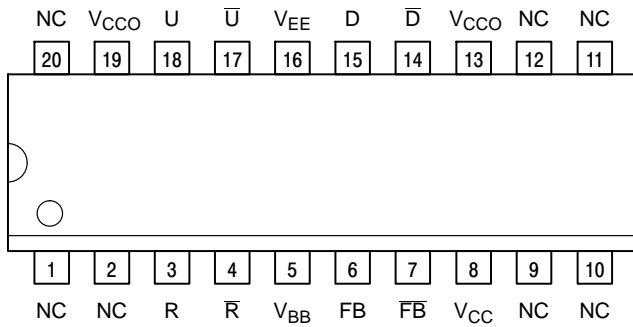 NC V_CCO U U̅ V_EE D D̅ V_CCO NC NC
20 19 18 17 16 15 14 13 12 11
1 2 3 4 5 6 7 8 9 10
NC NC R R̅ V_BB FB F̅B̅ V_CC NC NC